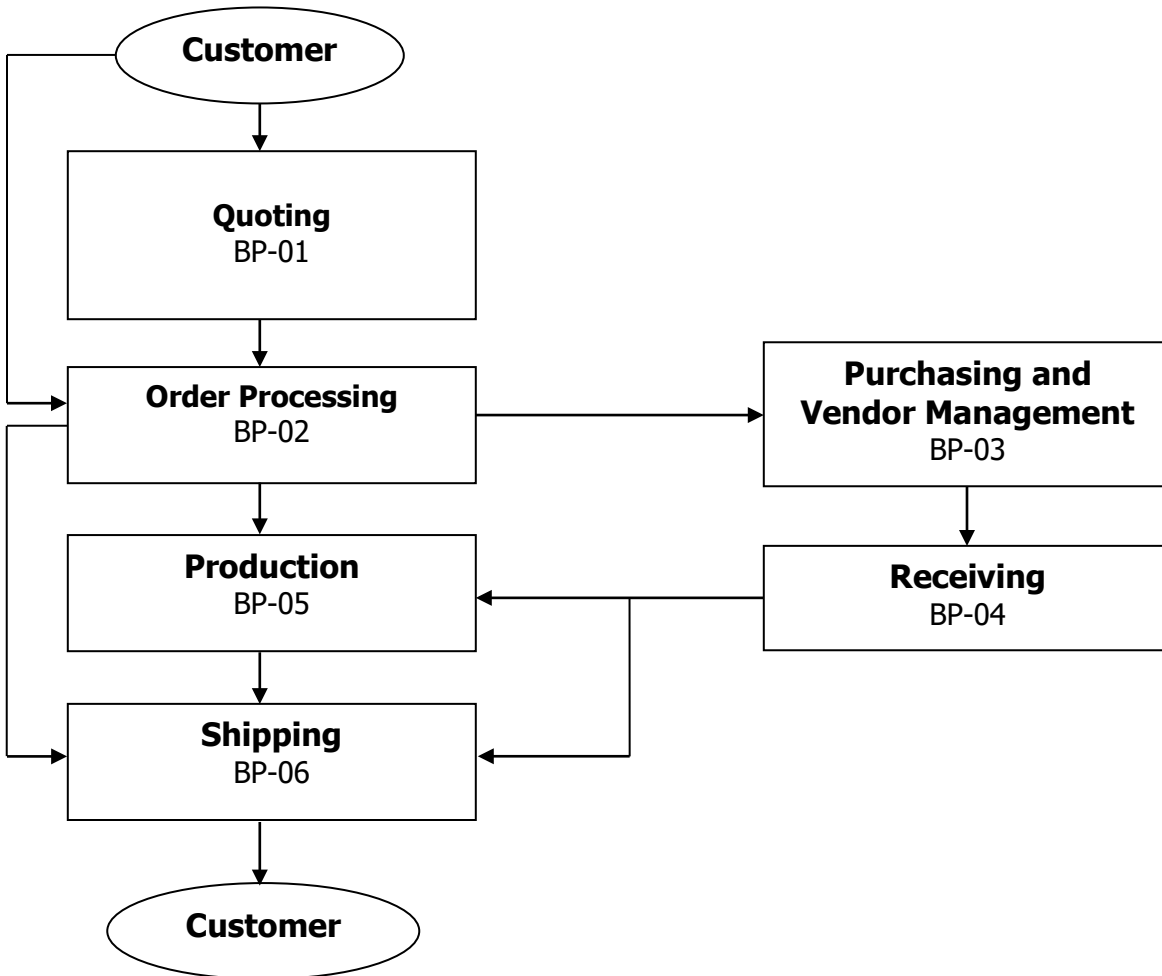 Customer
Quoting
BP-01
Order Processing
BP-02
Purchasing and
Vendor Management
BP-03
Production
BP-05
Receiving
BP-04
Shipping
BP-06
Customer